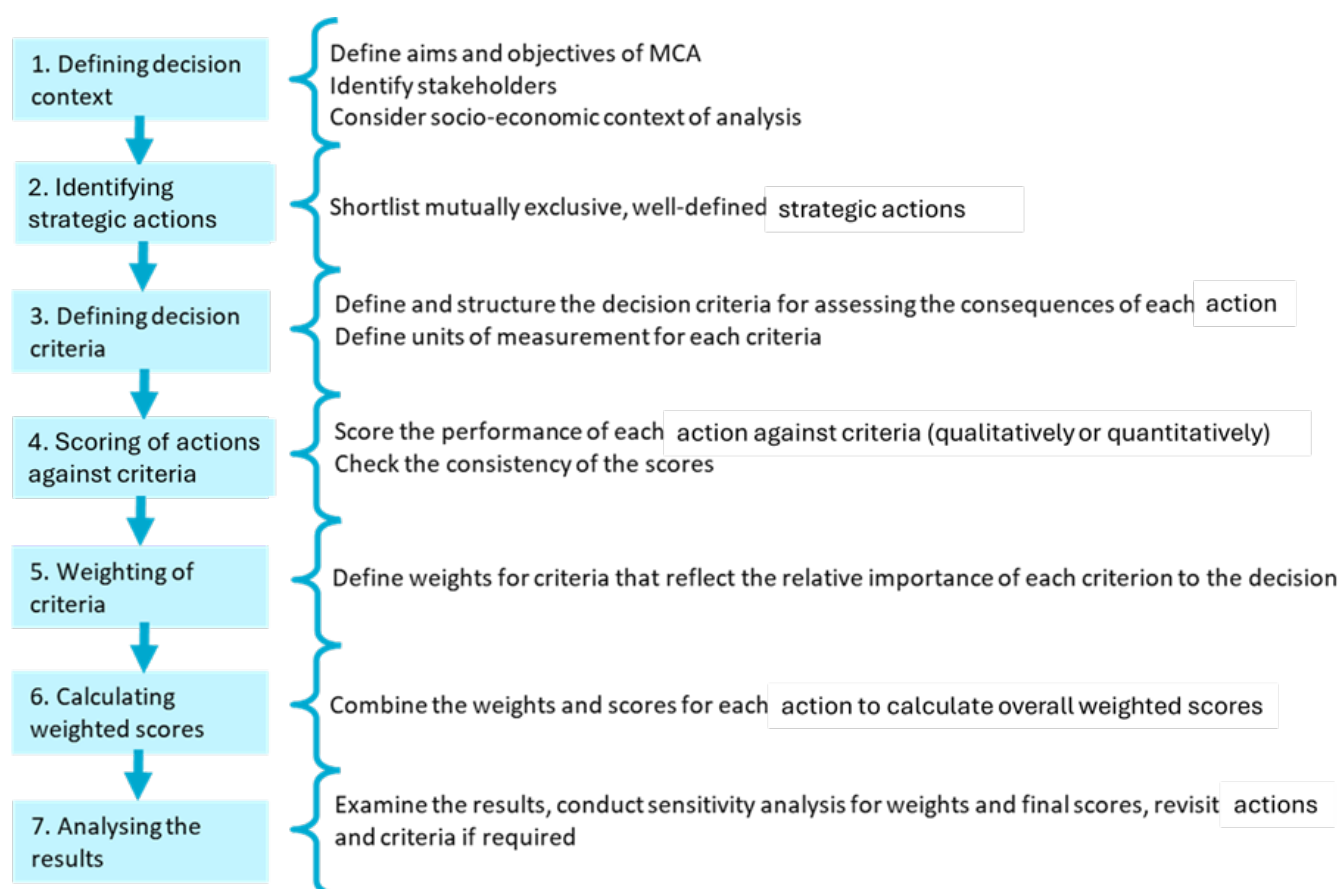 1. Defining decision
context
Define aims and objectives of MCA
Identify stakeholders
Consider socio-economic context of analysis
2. Identifying
strategic actions
Shortlist mutually exclusive, well-defined strategic actions
3. Defining decision
criteria
Define and structure the decision criteria for assessing the consequences of each action
Define units of measurement for each criteria
4. Scoring of actions
against criteria
Score the performance of each action against criteria (qualitatively or quantitatively)
Check the consistency of the scores
5. Weighting of
criteria
Define weights for criteria that reflect the relative importance of each criterion to the decision
6. Calculating
weighted scores
Combine the weights and scores for each action to calculate overall weighted scores
7. Analysing the
results
Examine the results, conduct sensitivity analysis for weights and final scores, revisit actions
and criteria if required